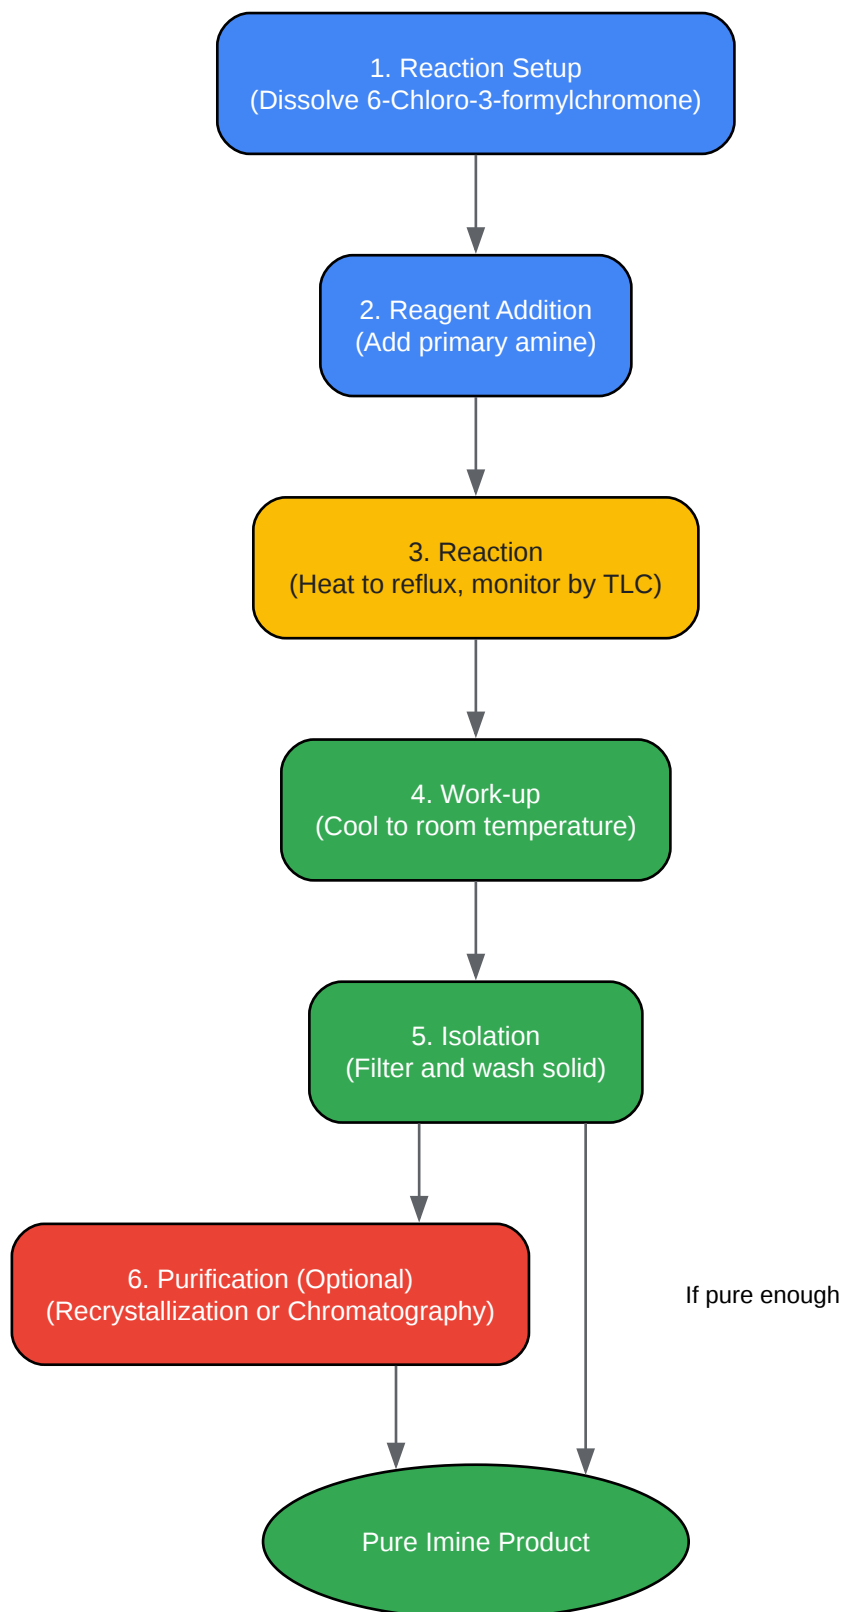 1. Reaction Setup
(Dissolve 6-Chloro-3-formylchromone)
2. Reagent Addition
(Add primary amine)
3. Reaction
(Heat to reflux, monitor by TLC)
4. Work-up
(Cool to room temperature)
5. Isolation
(Filter and wash solid)
6. Purification (Optional)
(Recrystallization or Chromatography)
If pure enough
Pure Imine Product